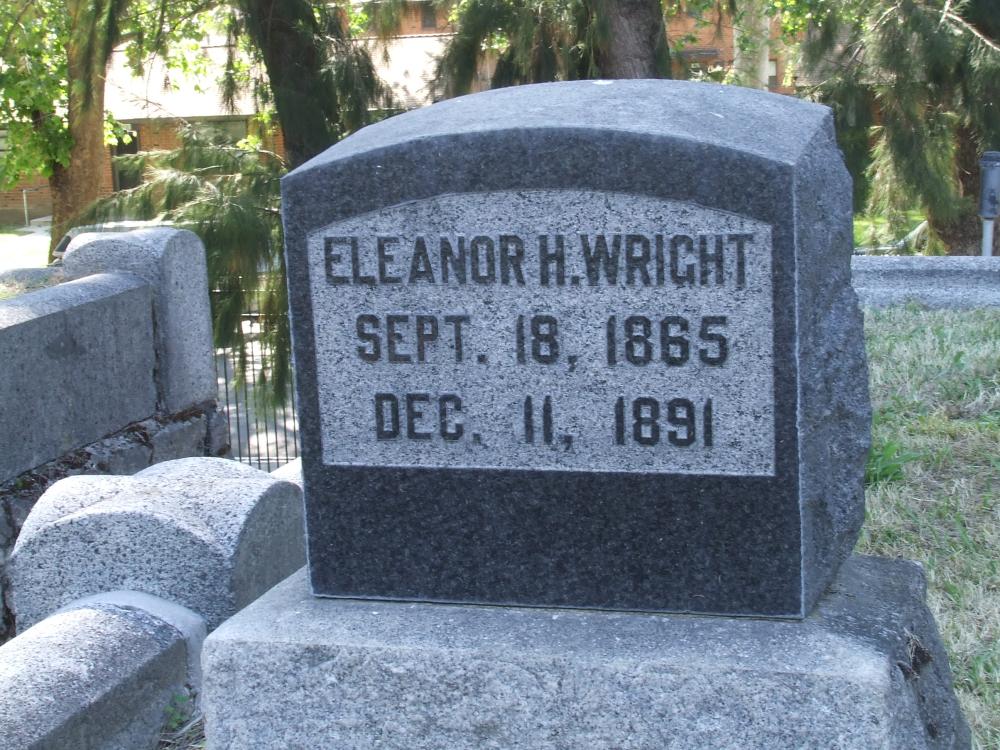 ELEANOR H. WRIGHT
SEPT. 18, 1865
DEC. 11, 1891